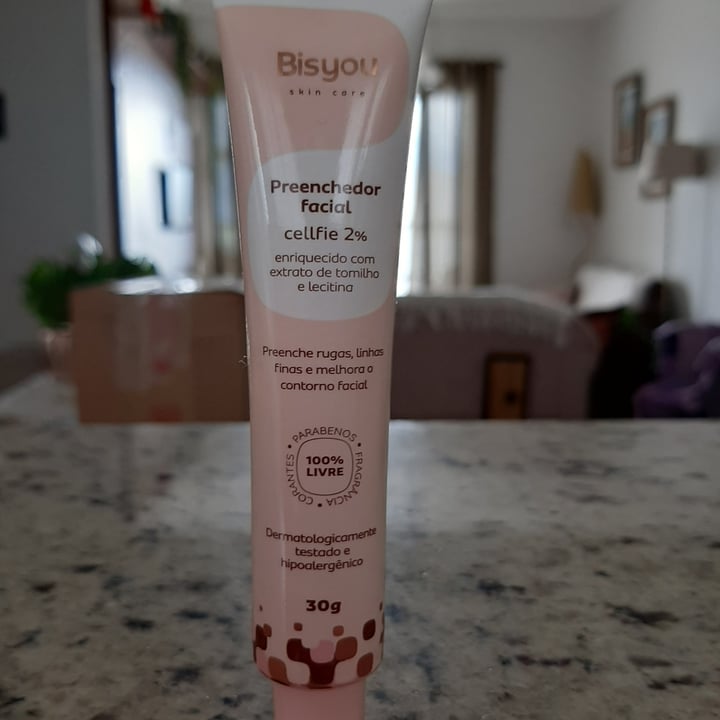 Bisyou
skin care
Preenchedor
facial
cellfie 2%
enriquecido com
extrato de tomilho
e lecitina
Preenche rugas, linhas
finas e melhora o
contorno facial
PARABENOS • FRAGRÂNCIA • CORANTES •
100%
LIVRE
Dermatologicamente
testado e
hipoalergênico
30g